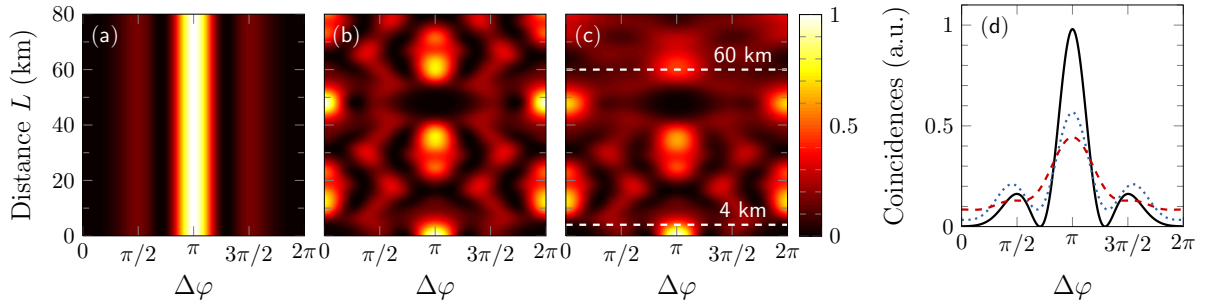 Distance L (km)
80
60
40
20
0
(a)
0
π/2
π
3π/2
2π
Δφ
(b)
π/2
π
3π/2
2π
Δφ
(c)
60 km
4 km
π/2
π
3π/2
2π
Δφ
1
0.5
0
Coincidences (a.u.)
1
0.5
0
(d)
0
π/2
π
3π/2
2π
Δφ